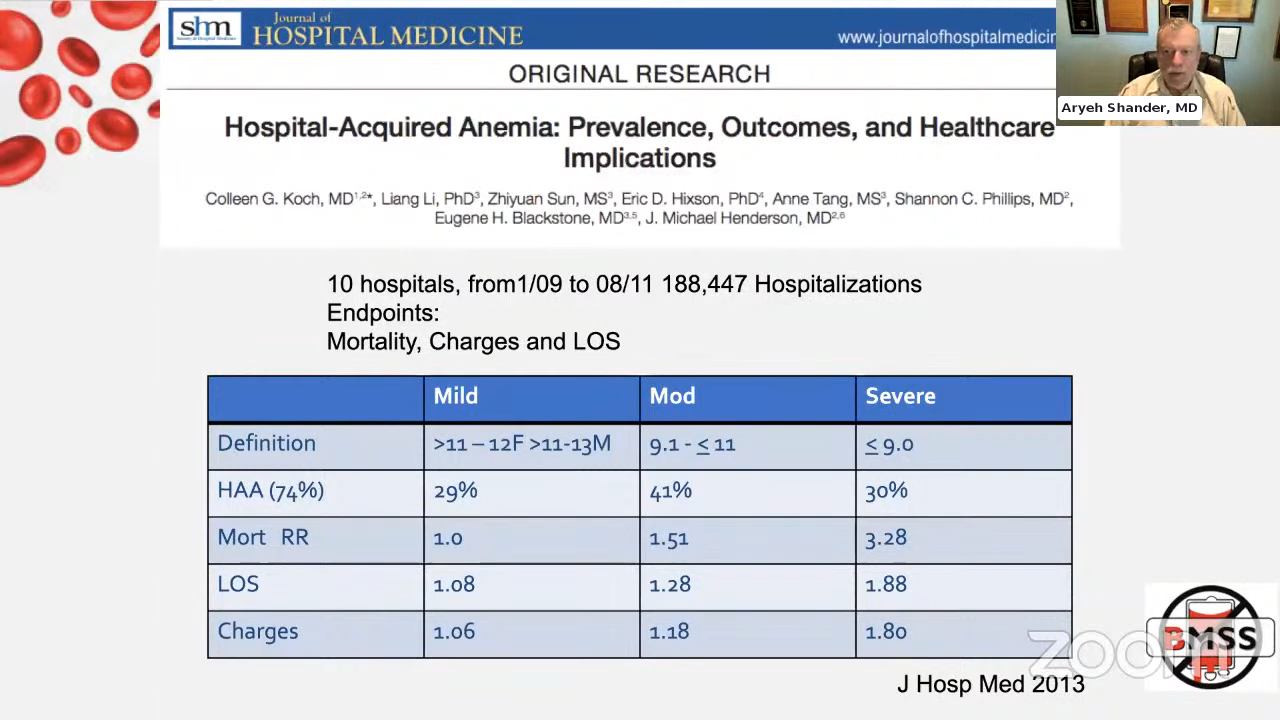 shm
Society of Hospital Medicine
Journal of
HOSPITAL MEDICINE
www.journalofhospitalmedicin
Aryeh Shander, MD
ORIGINAL RESEARCH
Hospital-Acquired Anemia: Prevalence, Outcomes, and Healthcare
Implications
Colleen G. Koch, MD1,2*, Liang Li, PhD3, Zhiyuan Sun, MS3, Eric D. Hixson, PhD4, Anne Tang, MS3, Shannon C. Phillips, MD2,
Eugene H. Blackstone, MD3,5, J. Michael Henderson, MD2,6
10 hospitals, from1/09 to 08/11 188,447 Hospitalizations
Endpoints:
Mortality, Charges and LOS
Mild Mod Severe
Definition >11 – 12F >11-13M 9.1 - ≤ 11 ≤ 9.0
HAA (74%) 29% 41% 30%
Mort RR 1.0 1.51 3.28
LOS 1.08 1.28 1.88
Charges 1.06 1.18 1.80
zoom
BMSS
J Hosp Med 2013